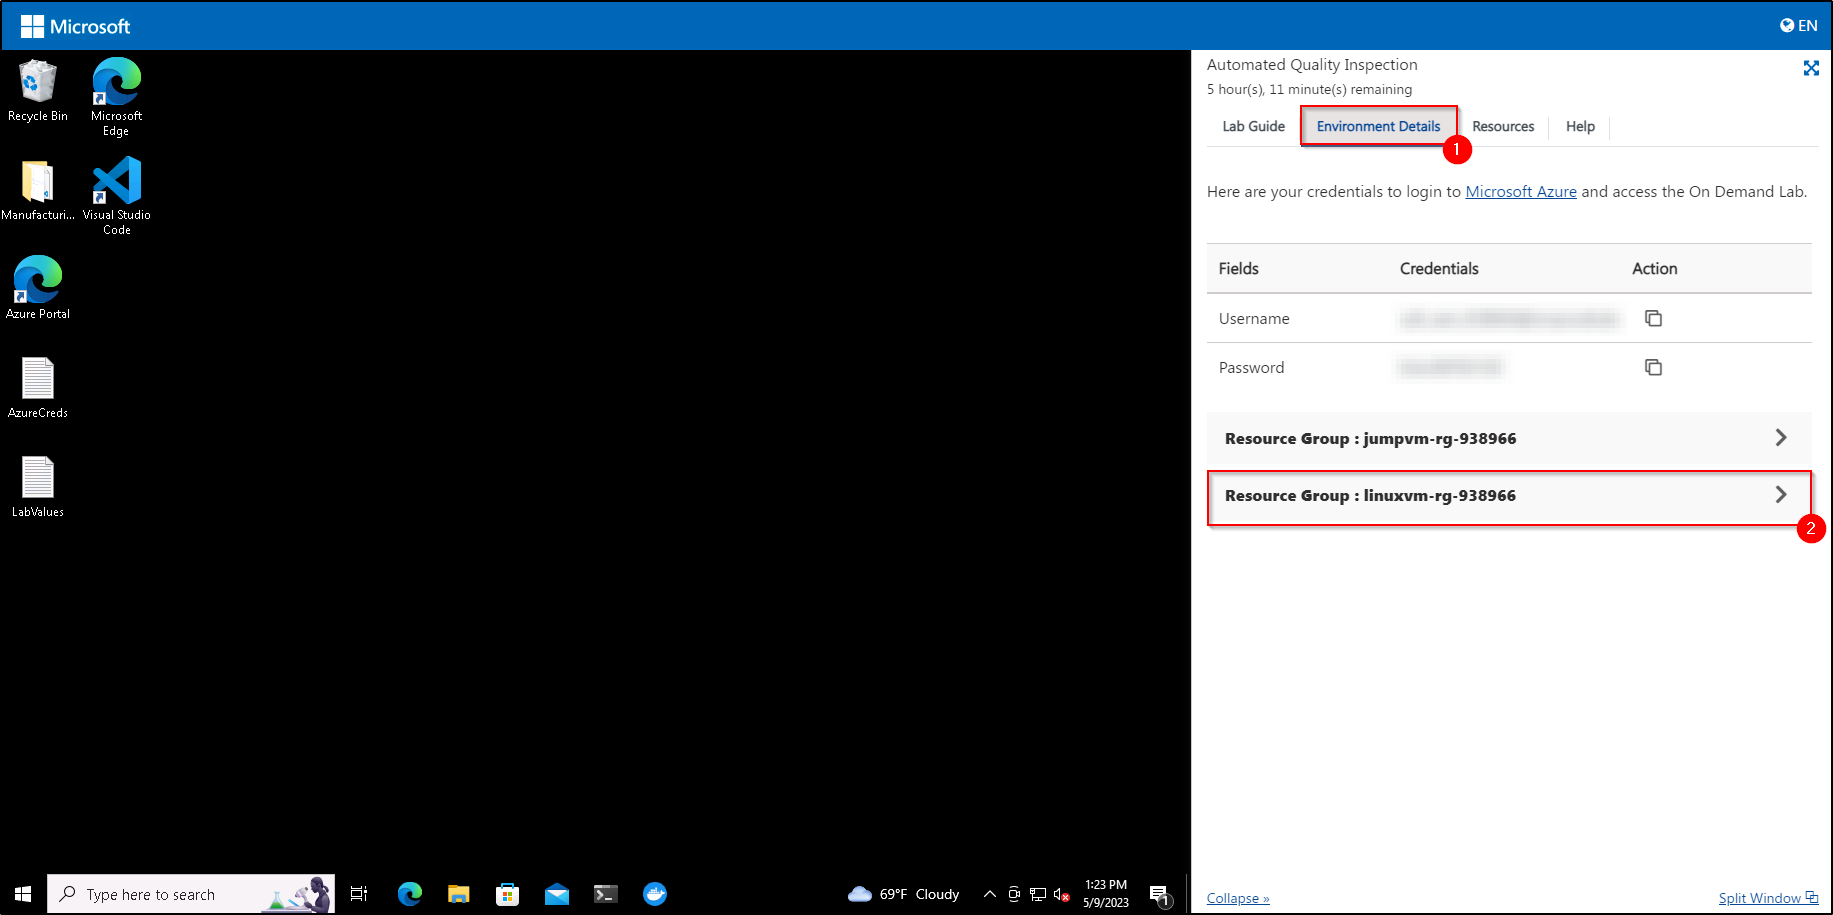 Microsoft
EN
Recycle Bin
Microsoft
Edge
Manufacturi...
Visual Studio
Code
Azure Portal
AzureCreds
LabValues
Automated Quality Inspection
5 hour(s), 11 minute(s) remaining
Lab Guide
Environment Details
Resources
Help
1
Here are your credentials to login to Microsoft Azure and access the On Demand Lab.
Fields Credentials Action
Username
Password
Resource Group : jumpvm-rg-938966
Resource Group : linuxvm-rg-938966
2
Collapse »
Split Window
Type here to search
69°F Cloudy
1:23 PM
5/9/2023
1